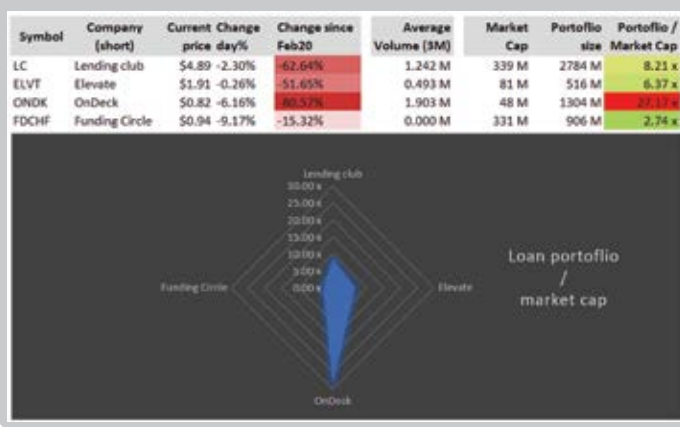 Symbol Company (short) Current price Change day% Change since Feb20 Average Volume (3M) Market Cap Portoflio size Portoflio / Market Cap
LC Lending club $4.89 -2.30% -62.64% 1.242 M 339 M 2784 M 8.21 x
ELVT Elevate $1.91 -0.26% -51.65% 0.493 M 81 M 516 M 6.37 x
ONDK OnDeck $0.82 -6.16% -80.57% 1.903 M 48 M 1304 M 27.17 x
FDCHF Funding Circle $0.94 -9.17% -15.32% 0.000 M 331 M 906 M 2.74 x
Lending club
30.00 x
25.00 x
20.00 x
15.00 x
10.00 x
5.00 x
0.00 x
Funding Circle
Elevate
OnDeck
Loan portoflio
/
market cap